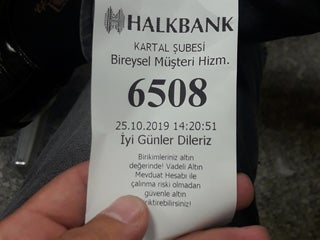 HALKBANK
KARTAL ŞUBESİ
Bireysel Müşteri Hizm.
6508
25.10.2019 14:20:51
İyi Günler Dileriz
Birikimleriniz altın
değerinde! Vadeli Altın
Mevduat Hesabı ile
çalınma riski olmadan
güvenle altın
biriktirebilirsiniz!